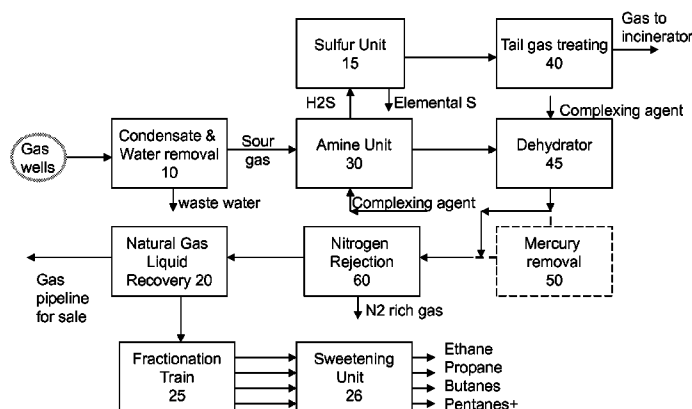 Gas to
incinerator
Sulfur Unit
15
Tail gas treating
40
H2S
Elemental S
Complexing agent
Gas
wells
Condensate &
Water removal
10
Sour
gas
Amine Unit
30
Dehydrator
45
waste water
Complexing agent
Natural Gas
Liquid
Recovery 20
Nitrogen
Rejection
60
Mercury
removal
50
Gas
pipeline
for sale
N2 rich gas
Fractionation
Train
25
Sweetening
Unit
26
Ethane
Propane
Butanes
Pentanes+